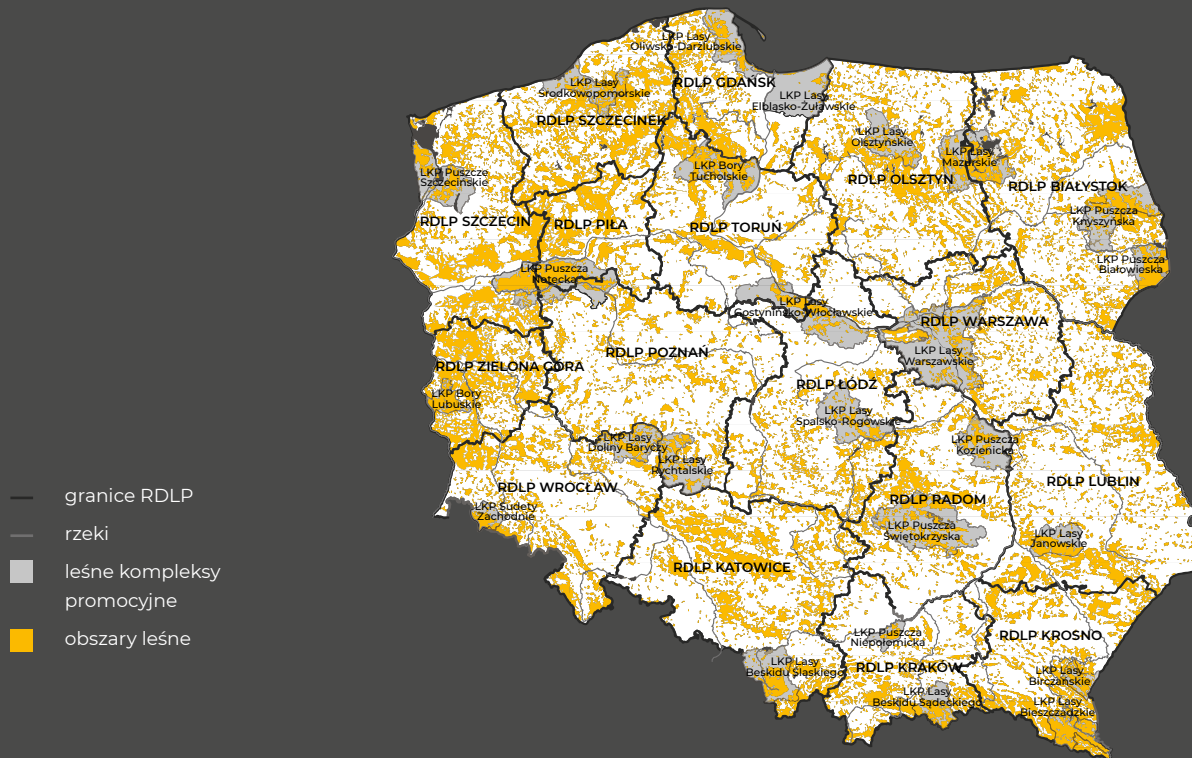 LKP Lasy
Oliwsko-Darżlubskie
RDLP GDAŃSK
LKP Lasy
Środkowopomorskie
LKP Lasy
Elbląsko-Żuławskie
RDLP SZCZECINEK
LKP Lasy
Olsztyńskie
LKP Lasy
Mazurskie
LKP Bory
Tucholskie
LKP Puszcze
Szczecińskie
RDLP OLSZTYN
RDLP BIAŁYSTOK
LKP Puszcza
Knyszyńska
RDLP SZCZECIN
RDLP PIŁA
RDLP TORUŃ
LKP Puszcza
Białowieska
LKP Puszcza
Notecka
LKP Lasy
Gostynińsko-Włocławskie
RDLP WARSZAWA
RDLP POZNAŃ
LKP Lasy
Warszawskie
RDLP ZIELONA GÓRA
RDLP ŁÓDŹ
LKP Bory
Lubuskie
LKP Lasy
Spalsko-Rogowskie
LKP Lasy
Doliny Baryczy
LKP Puszcza
Kozienicka
LKP Lasy
Rychtalskie
RDLP WROCŁAW
RDLP LUBLIN
RDLP RADOM
LKP Sudety
Zachodnie
LKP Puszcza
Świętokrzyska
LKP Lasy
Janowskie
RDLP KATOWICE
LKP Puszcza
Niepołomicka
RDLP KROSNO
LKP Lasy
Beskidu Śląskiego
RDLP KRAKÓW
LKP Lasy
Birczańskie
LKP Lasy
Beskidu Sądeckiego
LKP Lasy
Bieszczadzkie
granice RDLP
rzeki
leśne kompleksy
promocyjne
obszary leśne